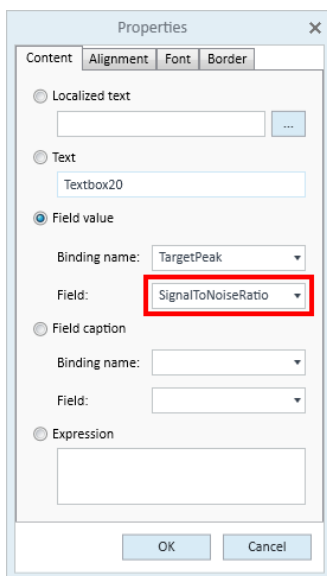 Properties
Content Alignment Font Border
Localized text
...
Text
Textbox20
Field value
Binding name: TargetPeak
Field: SignalToNoiseRatio
Field caption
Binding name:
Field:
Expression
OK Cancel